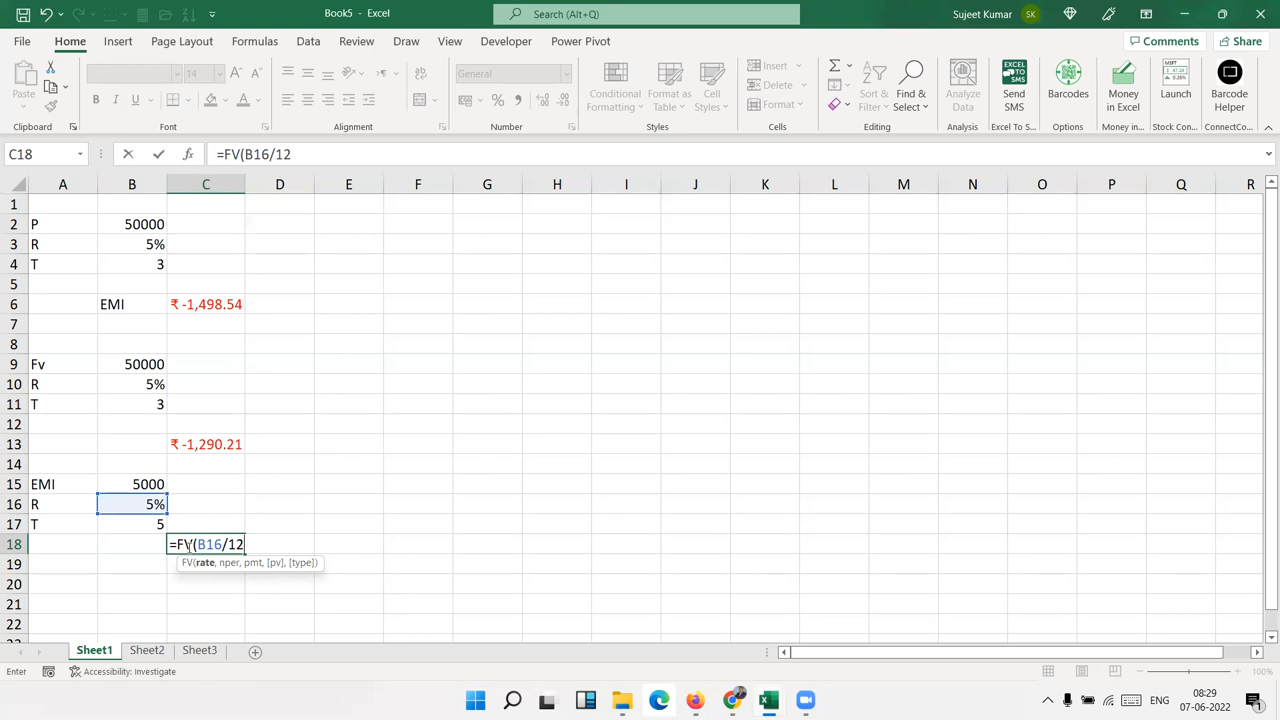 Book5 - Excel
Search (Alt+Q)
Sujeet Kumar
SK
File Home Insert Page Layout Formulas Data Review View Developer Power Pivot
Comments Share
Paste
14
General
Conditional Formatting
Format as Table
Cell Styles
Insert
Delete
Format
Sort & Filter
Find & Select
Analyze Data
Send SMS
Barcodes
Money in Excel
Launch
Barcode Helper
Clipboard Font Alignment Number Styles Cells Editing Analysis Excel To S... Options Money in... Stock Con... ConnectCo...
C18 =FV(B16/12
A B C D E F G H I J K L M N O P Q R
1
2 P 50000
3 R 5%
4 T 3
5
6 EMI ₹ -1,498.54
7
8
9 Fv 50000
10 R 5%
11 T 3
12
13 ₹ -1,290.21
14
15 EMI 5000
16 R 5%
17 T 5
18 =FV(B16/12
19 FV(rate, nper, pmt, [pv], [type])
20
21
22
23
Sheet1 Sheet2 Sheet3
Enter Accessibility: Investigate 100%
ENG 08:29
07-06-2022